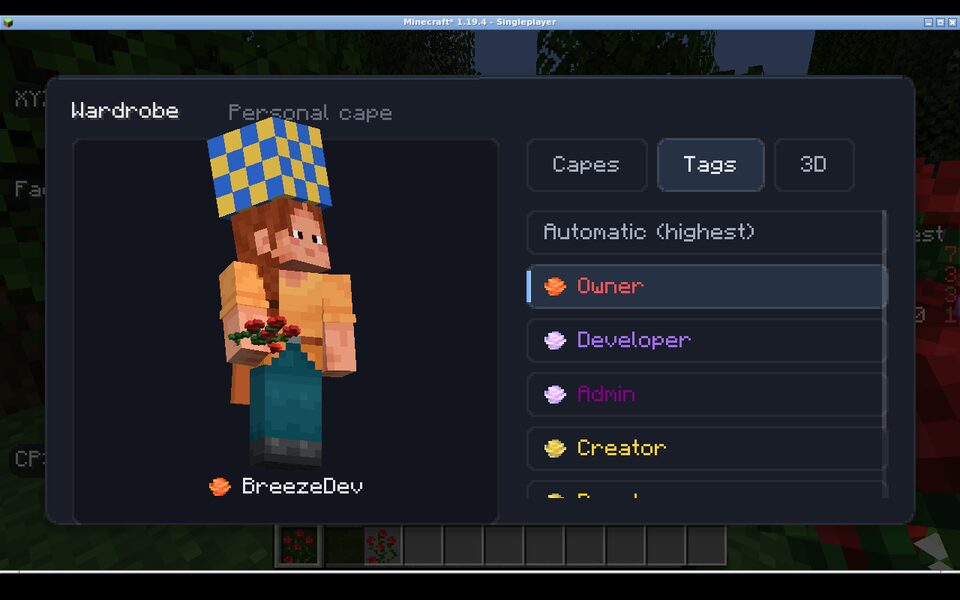 Minecraft* 1.19.4 - Singleplayer
Wardrobe
Personal cape
Capes
Tags
3D
Automatic (highest)
Owner
Developer
Admin
Creator
BreezeDev